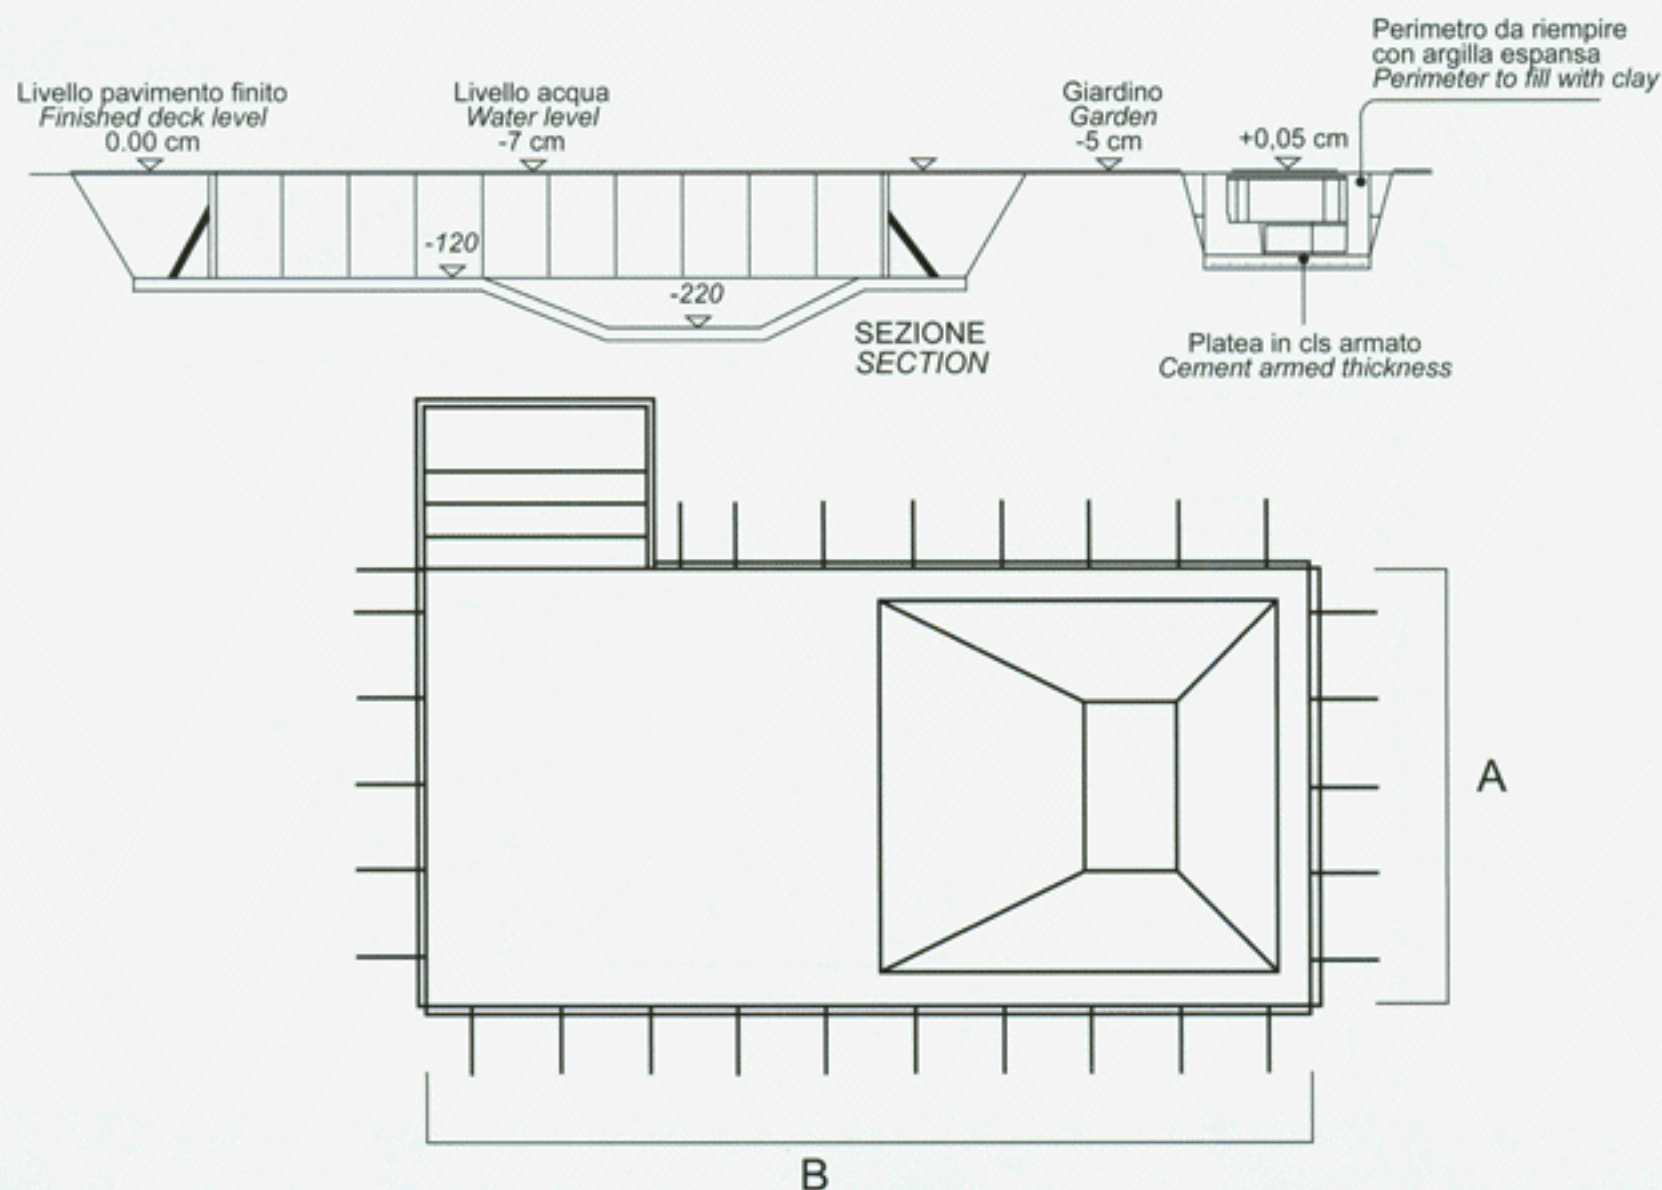 Perimetro da riempire
con argilla espansa
Perimeter to fill with clay
Livello pavimento finito
Finished deck level
0.00 cm
Livello acqua
Water level
-7 cm
Giardino
Garden
-5 cm
+0,05 cm
-120
-220
SEZIONE
SECTION
Platea in cls armato
Cement armed thickness
A
B